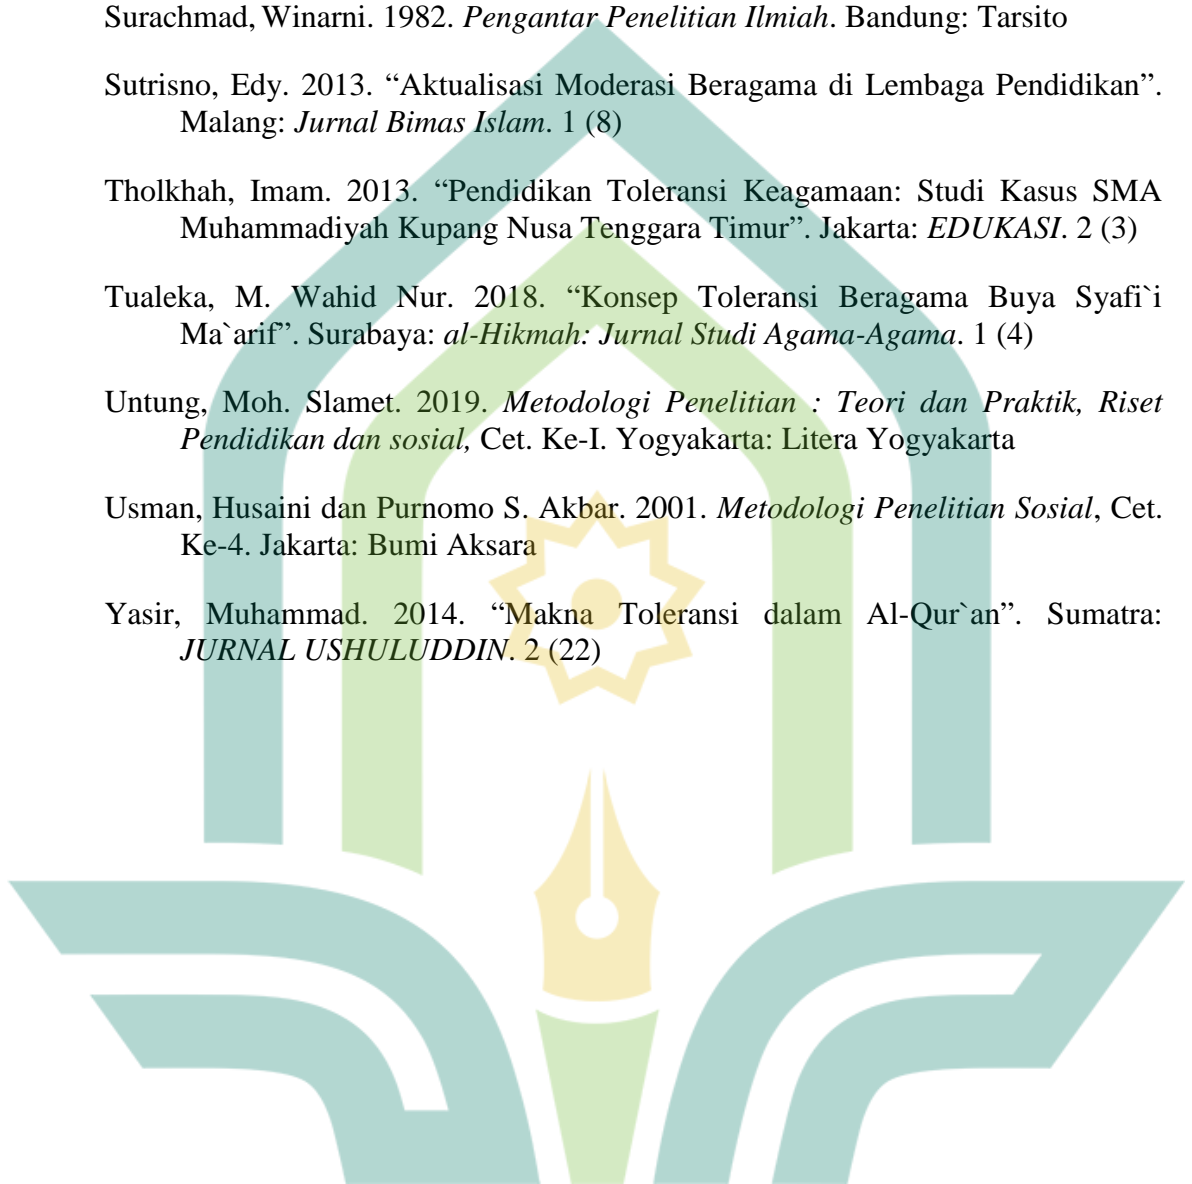 Surachmad, Winarni. 1982. Pengantar Penelitian Ilmiah. Bandung: Tarsito
Sutrisno, Edy. 2013. “Aktualisasi Moderasi Beragama di Lembaga Pendidikan”.
Malang: Jurnal Bimas Islam. 1 (8)
Tholkhah, Imam. 2013. “Pendidikan Toleransi Keagamaan: Studi Kasus SMA
Muhammadiyah Kupang Nusa Tenggara Timur”. Jakarta: EDUKASI. 2 (3)
Tualeka, M. Wahid Nur. 2018. “Konsep Toleransi Beragama Buya Syafi`i
Ma`arif”. Surabaya: al-Hikmah: Jurnal Studi Agama-Agama. 1 (4)
Untung, Moh. Slamet. 2019. Metodologi Penelitian : Teori dan Praktik, Riset
Pendidikan dan sosial, Cet. Ke-I. Yogyakarta: Litera Yogyakarta
Usman, Husaini dan Purnomo S. Akbar. 2001. Metodologi Penelitian Sosial, Cet.
Ke-4. Jakarta: Bumi Aksara
Yasir, Muhammad. 2014. “Makna Toleransi dalam Al-Qur`an”. Sumatra:
JURNAL USHULUDDIN. 2 (22)